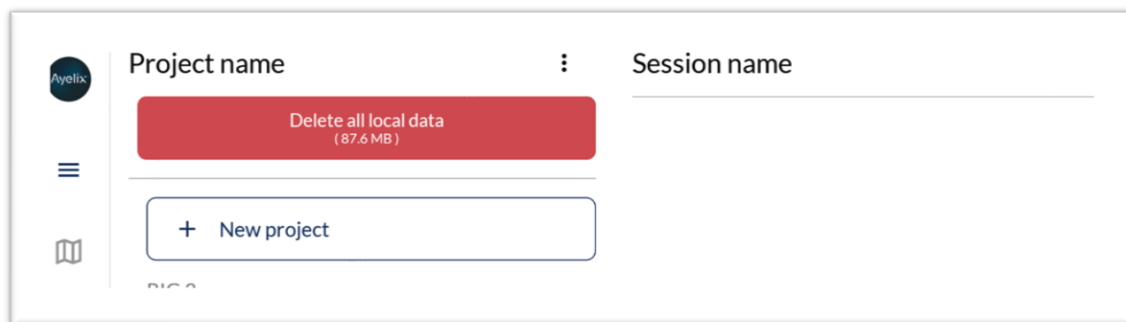 Ayelix
Project name
Session name
Delete all local data
( 87.6 MB )
+ New project